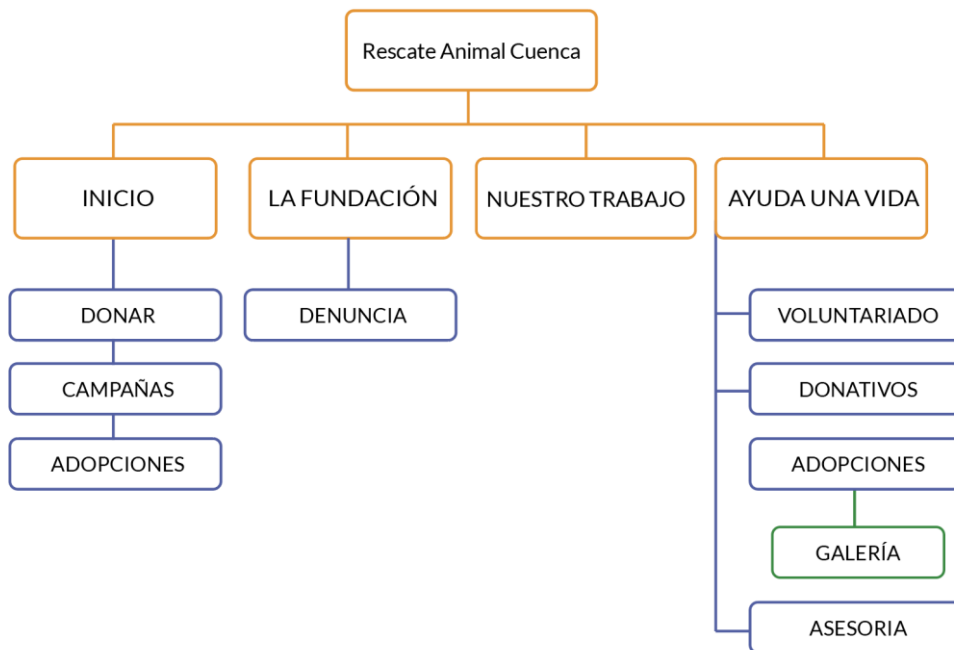 Rescate Animal Cuenca
INICIO
LA FUNDACIÓN
NUESTRO TRABAJO
AYUDA UNA VIDA
DONAR
CAMPAÑAS
ADOPCIONES
DENUNCIA
VOLUNTARIADO
DONATIVOS
ADOPCIONES
GALERÍA
ASESORIA